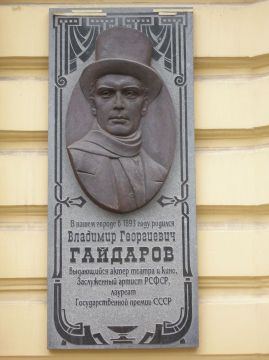 В нашем городе в 1893 году родился
Владимир Георгиевич
ГАЙДАРОВ
Выдающийся актер театра и кино,
Заслуженный артист РСФСР,
лауреат
Государственной премии СССР